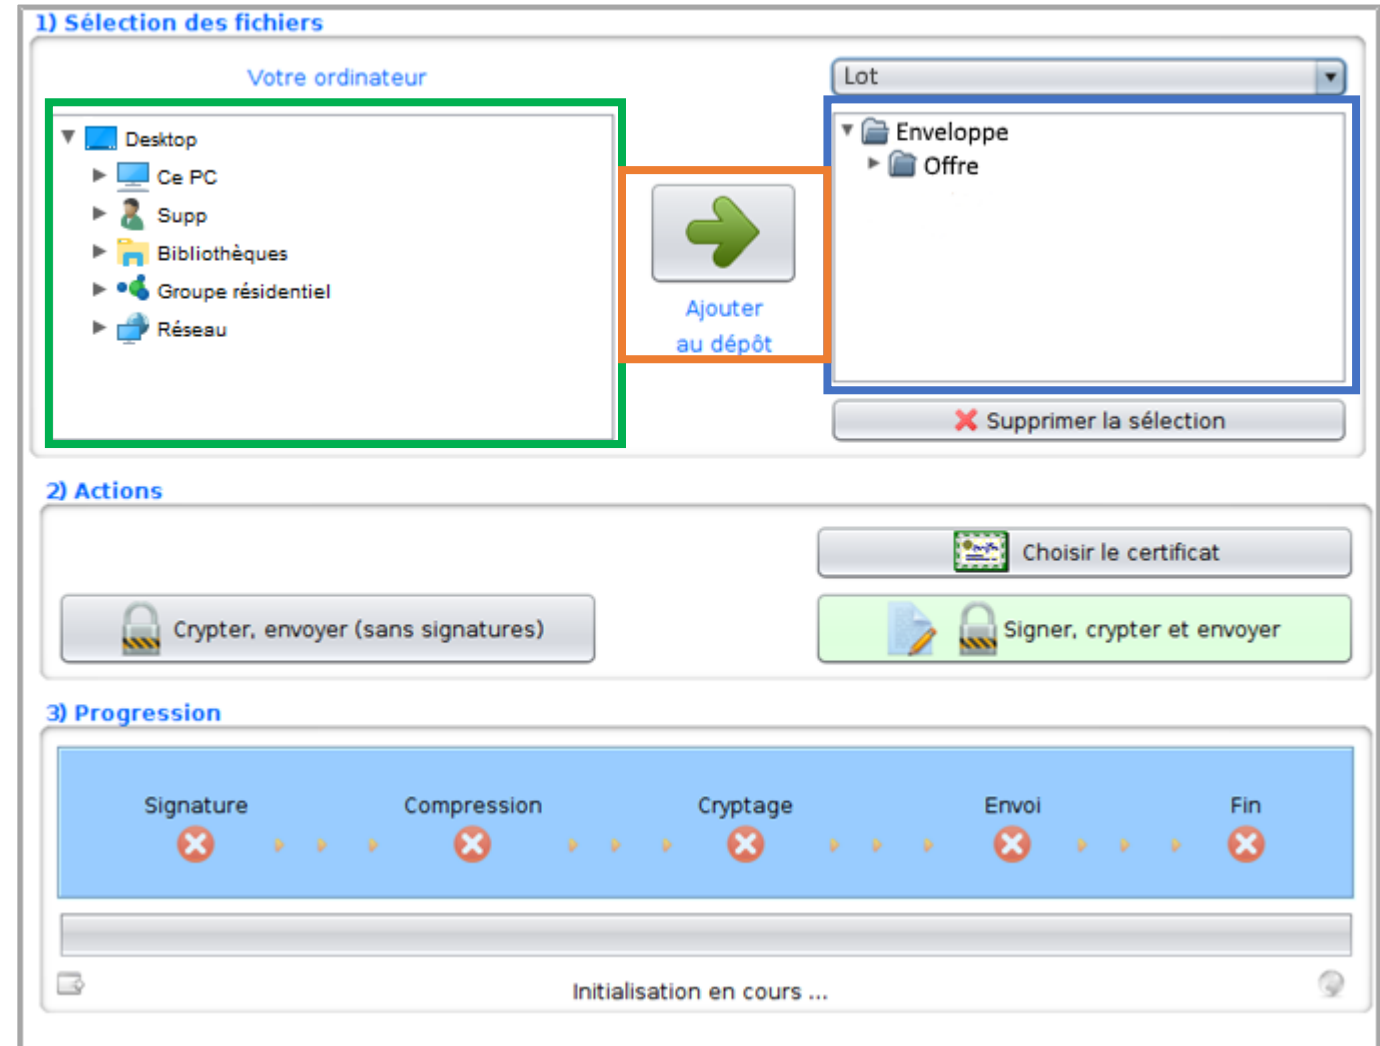 1) Sélection des fichiers
Votre ordinateur
Lot
Desktop
Ce PC
Supp
Bibliothèques
Groupe résidentiel
Réseau
Ajouter
au dépôt
Enveloppe
Offre
Supprimer la sélection
2) Actions
Choisir le certificat
Crypter, envoyer (sans signatures)
Signer, crypter et envoyer
3) Progression
Signature
Compression
Cryptage
Envoi
Fin
Initialisation en cours ...